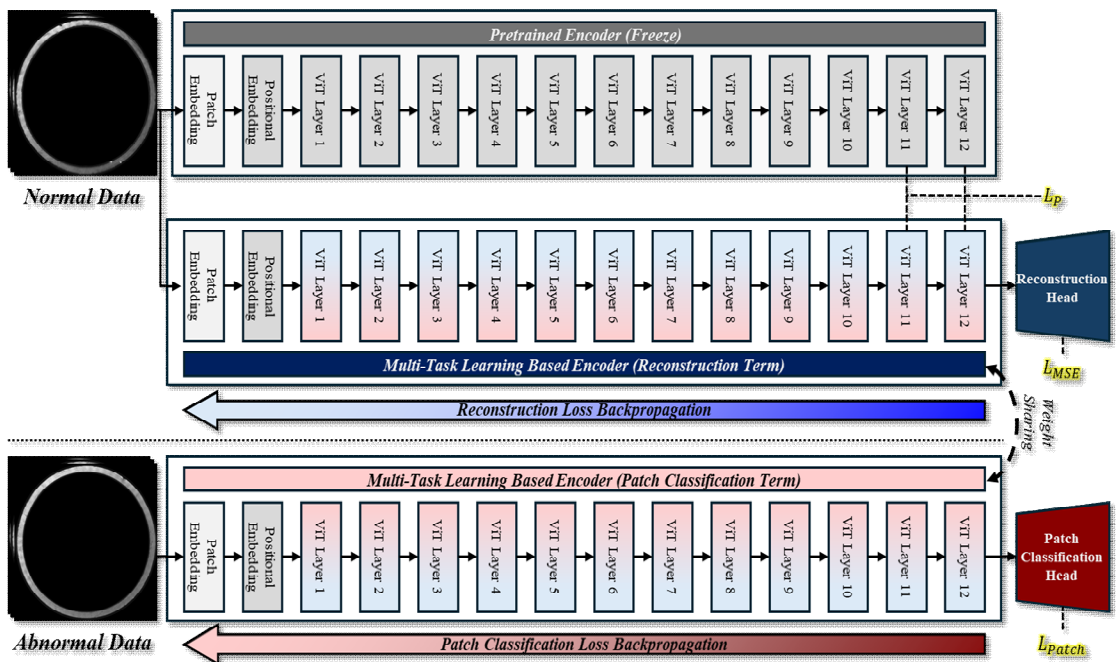 Pretrained Encoder (Freeze)
Patch
Embedding
Positional
Embedding
ViT Layer 1
ViT Layer 2
ViT Layer 3
ViT Layer 4
ViT Layer 5
ViT Layer 6
ViT Layer 7
ViT Layer 8
ViT Layer 9
ViT Layer 10
ViT Layer 11
ViT Layer 12
Normal Data
L_P
Patch
Embedding
Positional
Embedding
ViT Layer 1
ViT Layer 2
ViT Layer 3
ViT Layer 4
ViT Layer 5
ViT Layer 6
ViT Layer 7
ViT Layer 8
ViT Layer 9
ViT Layer 10
ViT Layer 11
ViT Layer 12
Reconstruction
Head
Multi-Task Learning Based Encoder (Reconstruction Term)
L_MSE
Reconstruction Loss Backpropagation
Weight
Sharing
Multi-Task Learning Based Encoder (Patch Classification Term)
Patch
Embedding
Positional
Embedding
ViT Layer 1
ViT Layer 2
ViT Layer 3
ViT Layer 4
ViT Layer 5
ViT Layer 6
ViT Layer 7
ViT Layer 8
ViT Layer 9
ViT Layer 10
ViT Layer 11
ViT Layer 12
Patch
Classification
Head
Abnormal Data
Patch Classification Loss Backpropagation
L_Patch